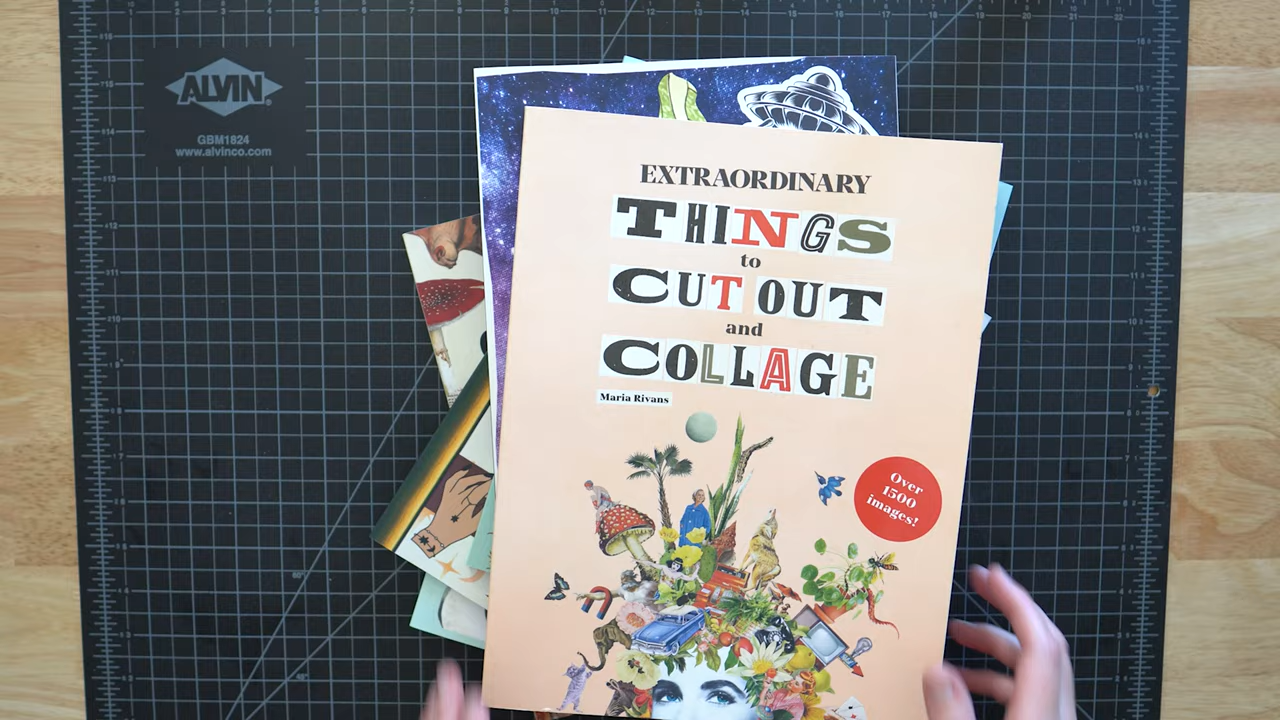 ALVIN
GBM1824
www.alvinco.com
EXTRAORDINARY
THINGS
to
CUT OUT
and
COLLAGE
Maria Rivans
Over
1500
images!